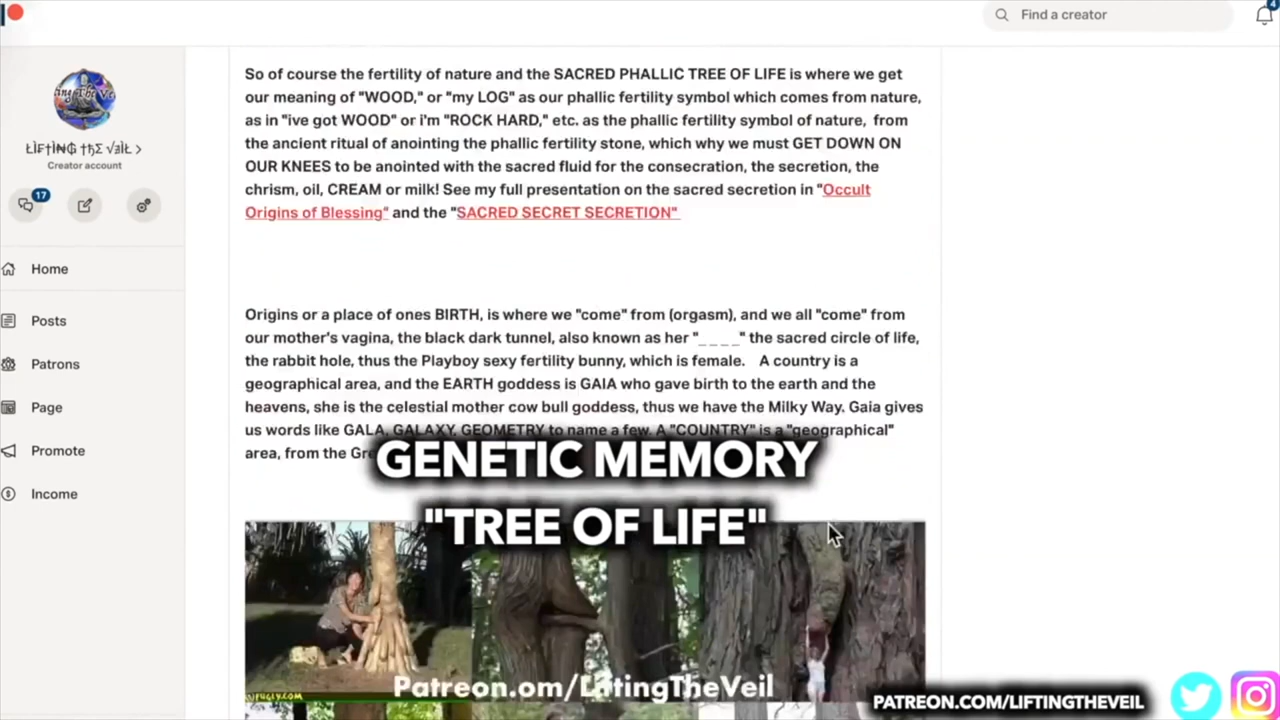 Find a creator
4
So of course the fertility of nature and the SACRED PHALLIC TREE OF LIFE is where we get
our meaning of "WOOD," or "my LOG" as our phallic fertility symbol which comes from nature,
as in "ive got WOOD" or i'm "ROCK HARD," etc. as the phallic fertility symbol of nature, from
the ancient ritual of anointing the phallic fertility stone, which why we must GET DOWN ON
OUR KNEES to be anointed with the sacred fluid for the consecration, the secretion, the
chrism, oil, CREAM or milk! See my full presentation on the sacred secretion in "Occult
Origins of Blessing" and the "SACRED SECRET SECRETION"
ŁÌ₣†Ì₦₲ †ђΣ √ƎÌŁ >
Creator account
17
Home
Posts
Patrons
Page
Promote
Income
Origins or a place of ones BIRTH, is where we "come" from (orgasm), and we all "come" from
our mother's vagina, the black dark tunnel, also known as her "_ _ _ _" the sacred circle of life,
the rabbit hole, thus the Playboy sexy fertility bunny, which is female. A country is a
geographical area, and the EARTH goddess is GAIA who gave birth to the earth and the
heavens, she is the celestial mother cow bull goddess, thus we have the Milky Way. Gaia gives
us words like GALA, GALAXY, GEOMETRY to name a few. A "COUNTRY" is a "geographical"
area, from the Gre
GENETIC MEMORY
"TREE OF LIFE"
Patreon.om/LiftingTheVeil
PATREON.COM/LIFTINGTHEVEIL